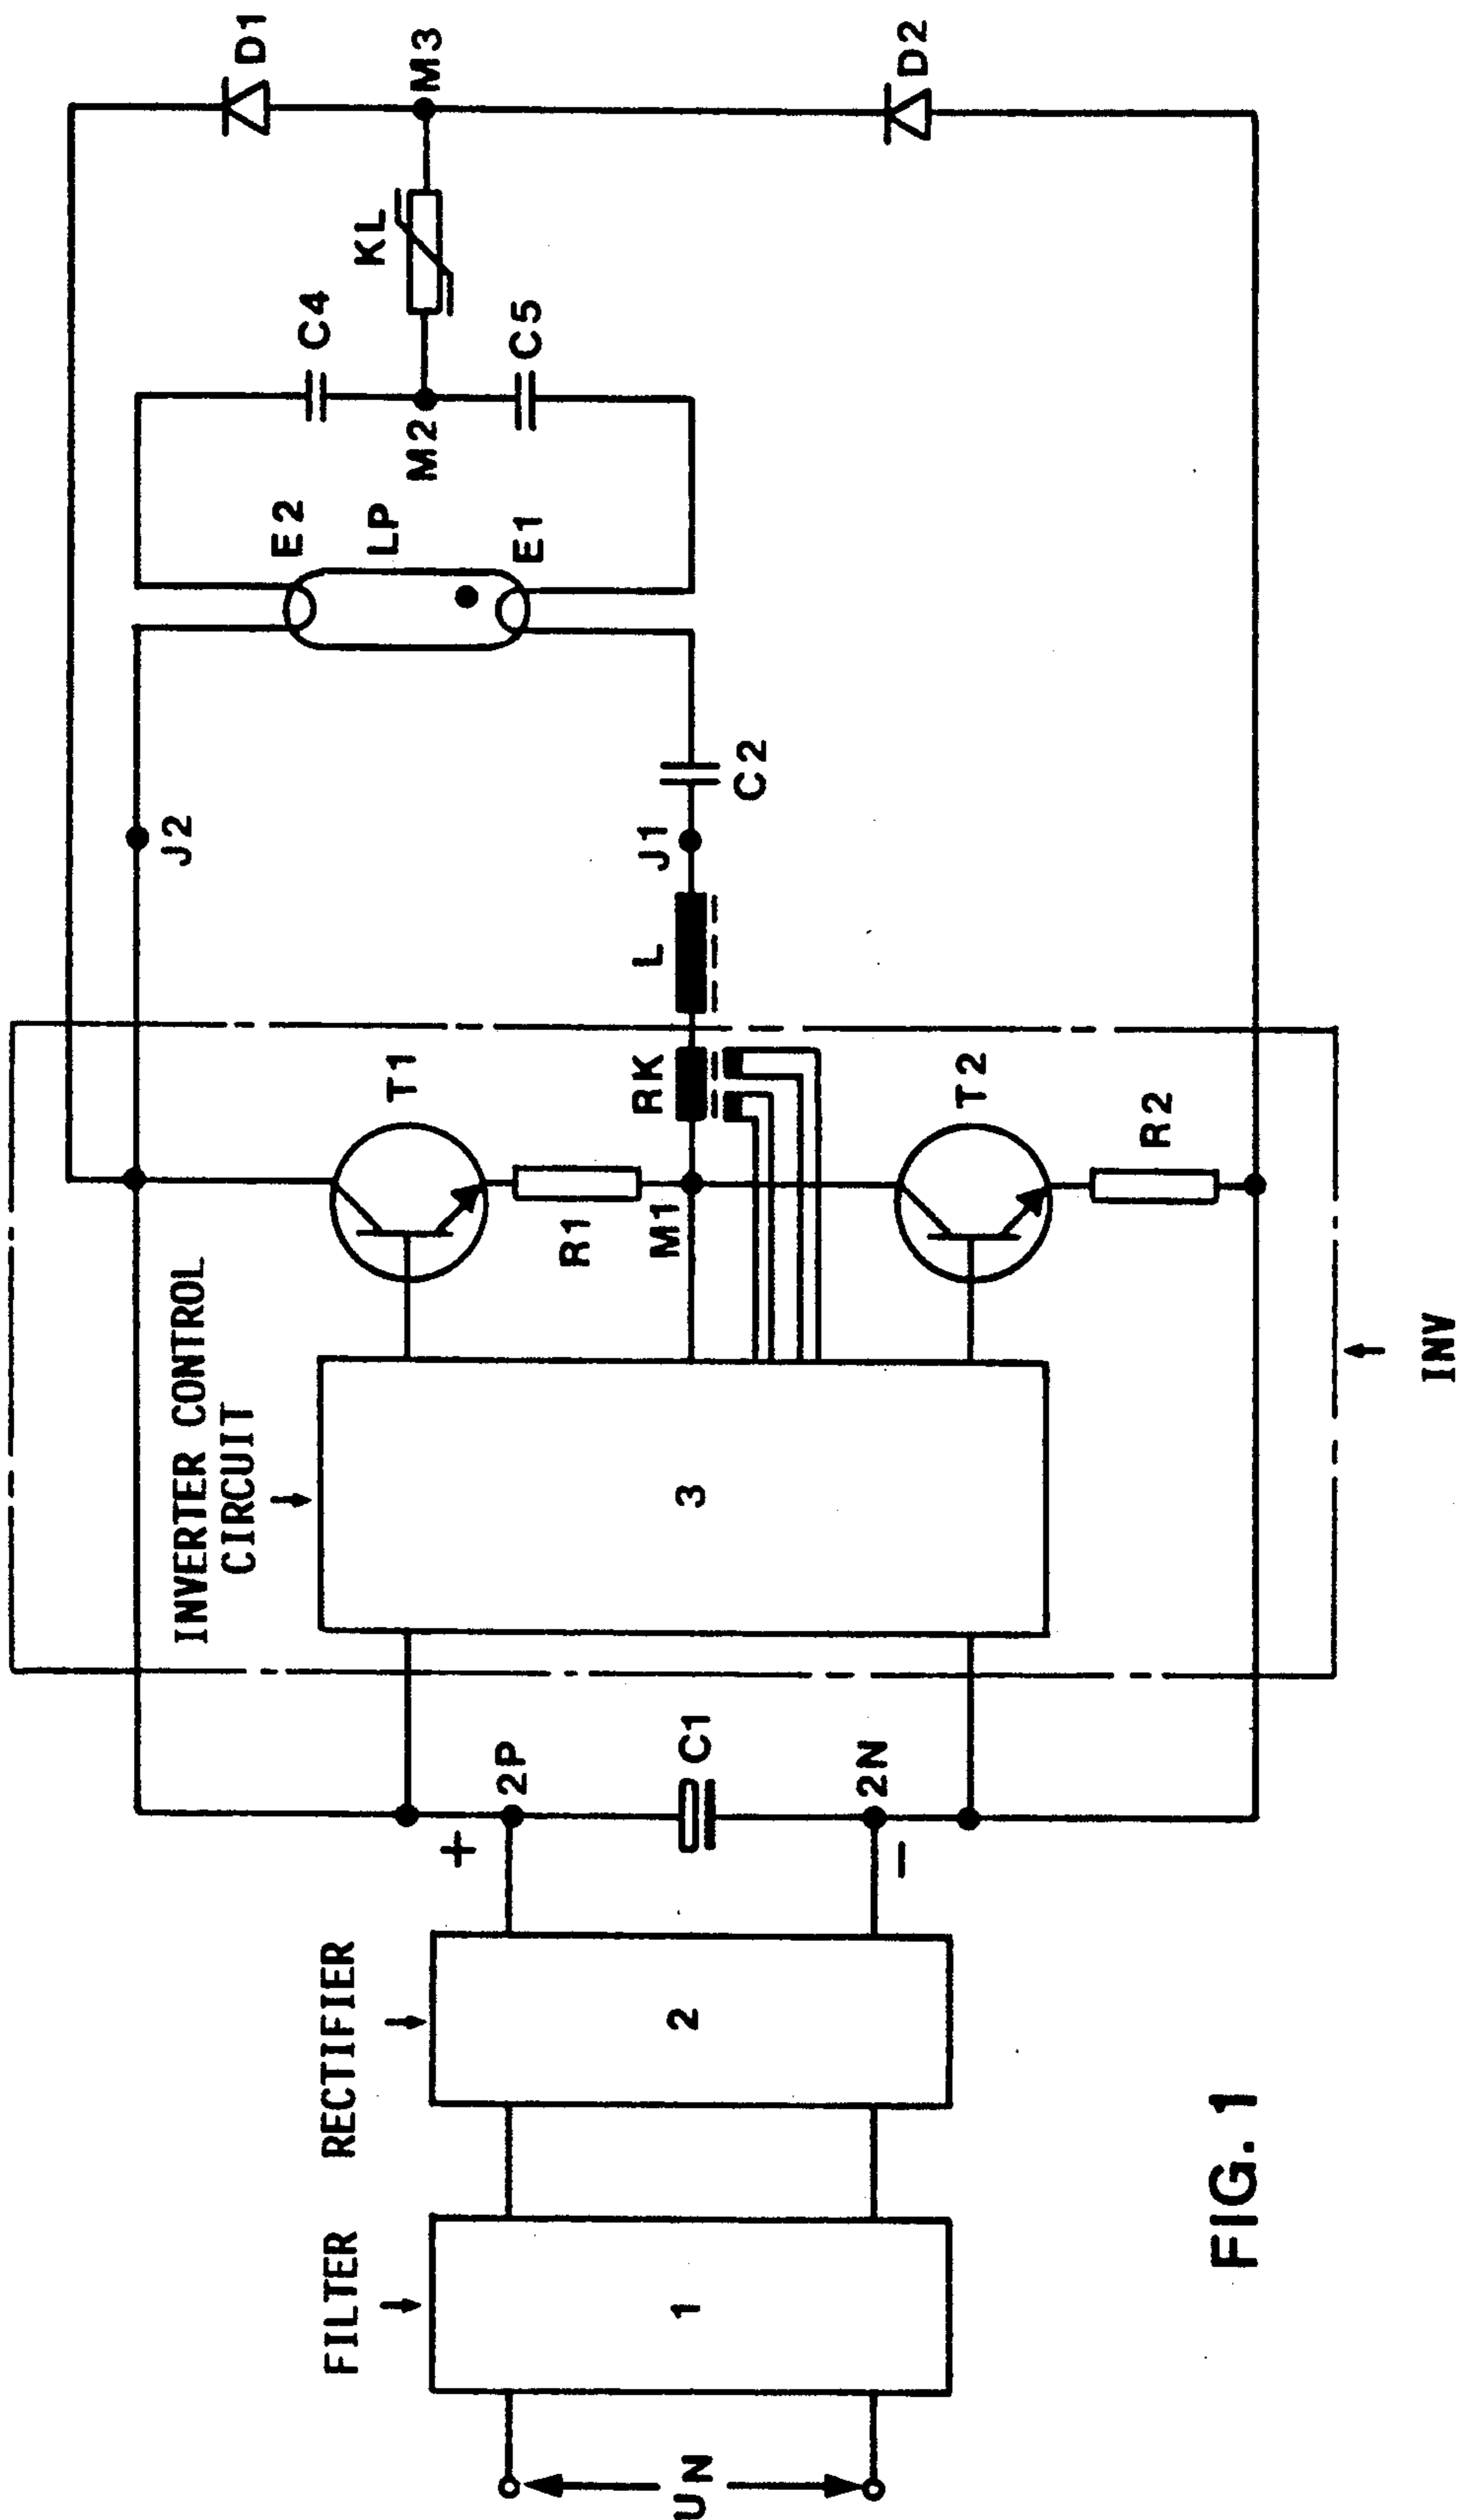 UN
FILTER
1
RECTIFIER
2
+
2P
C1
2N
−
INVERTER CONTROL
CIRCUIT
3
T1
R1
M1
RK
T2
R2
INV
L
J2
J1
C2
E2
LP
E1
M2
C4
C5
KL
M3
D1
D2
FIG. 1